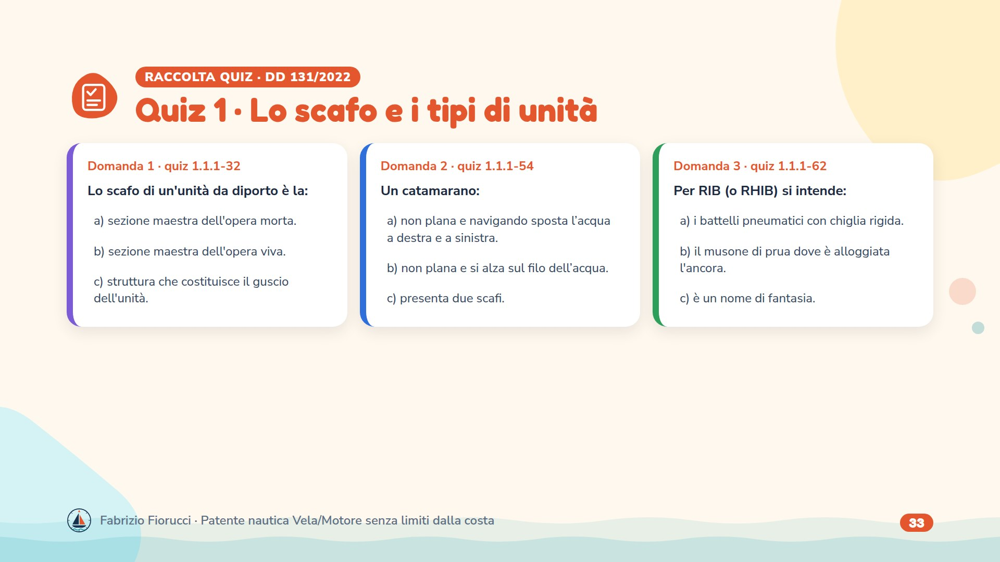 RACCOLTA QUIZ · DD 131/2022
Quiz 1 · Lo scafo e i tipi di unità
Domanda 1 · quiz 1.1.1-32
Lo scafo di un'unità da diporto è la:
a) sezione maestra dell'opera morta.
b) sezione maestra dell'opera viva.
c) struttura che costituisce il guscio
dell'unità.
Domanda 2 · quiz 1.1.1-54
Un catamarano:
a) non plana e navigando sposta l’acqua
a destra e a sinistra.
b) non plana e si alza sul filo dell’acqua.
c) presenta due scafi.
Domanda 3 · quiz 1.1.1-62
Per RIB (o RHIB) si intende:
a) i battelli pneumatici con chiglia rigida.
b) il musone di prua dove è alloggiata
l'ancora.
c) è un nome di fantasia.
Fabrizio Fiorucci · Patente nautica Vela/Motore senza limiti dalla costa
33